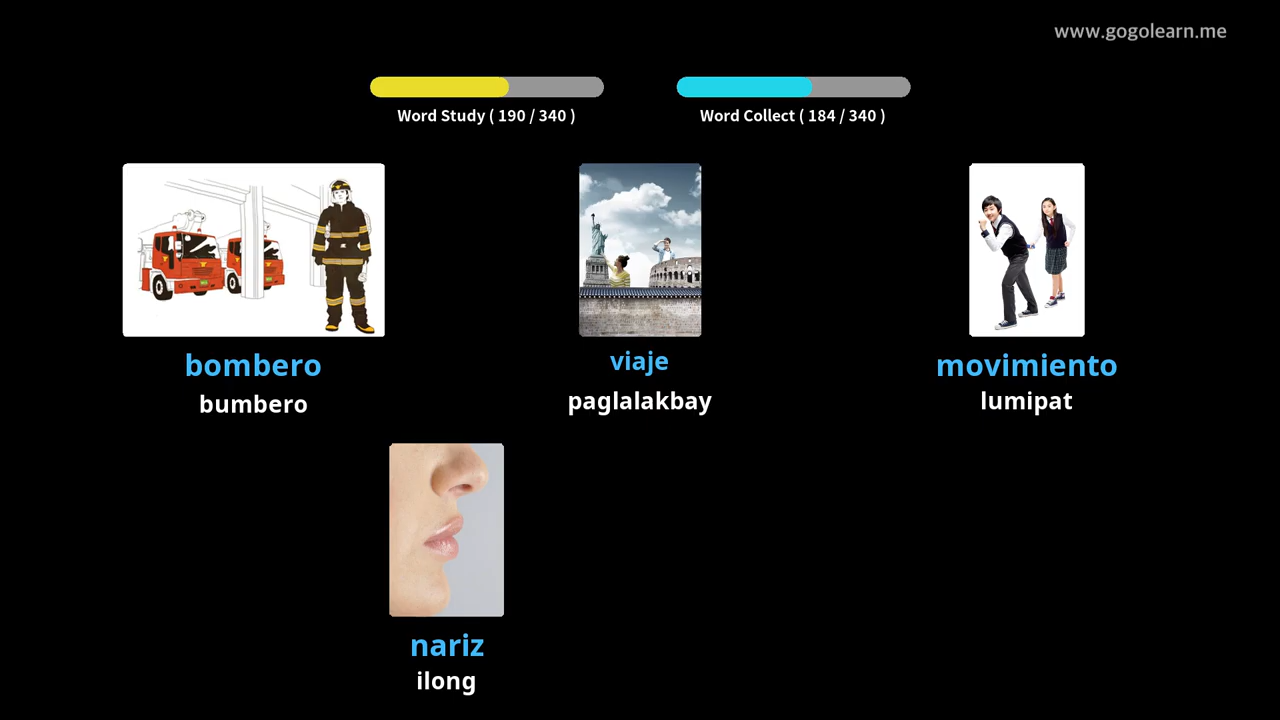 www.gogolearn.me
Word Study ( 190 / 340 )
Word Collect ( 184 / 340 )
bombero
bumbero
viaje
paglalakbay
movimiento
lumipat
nariz
ilong